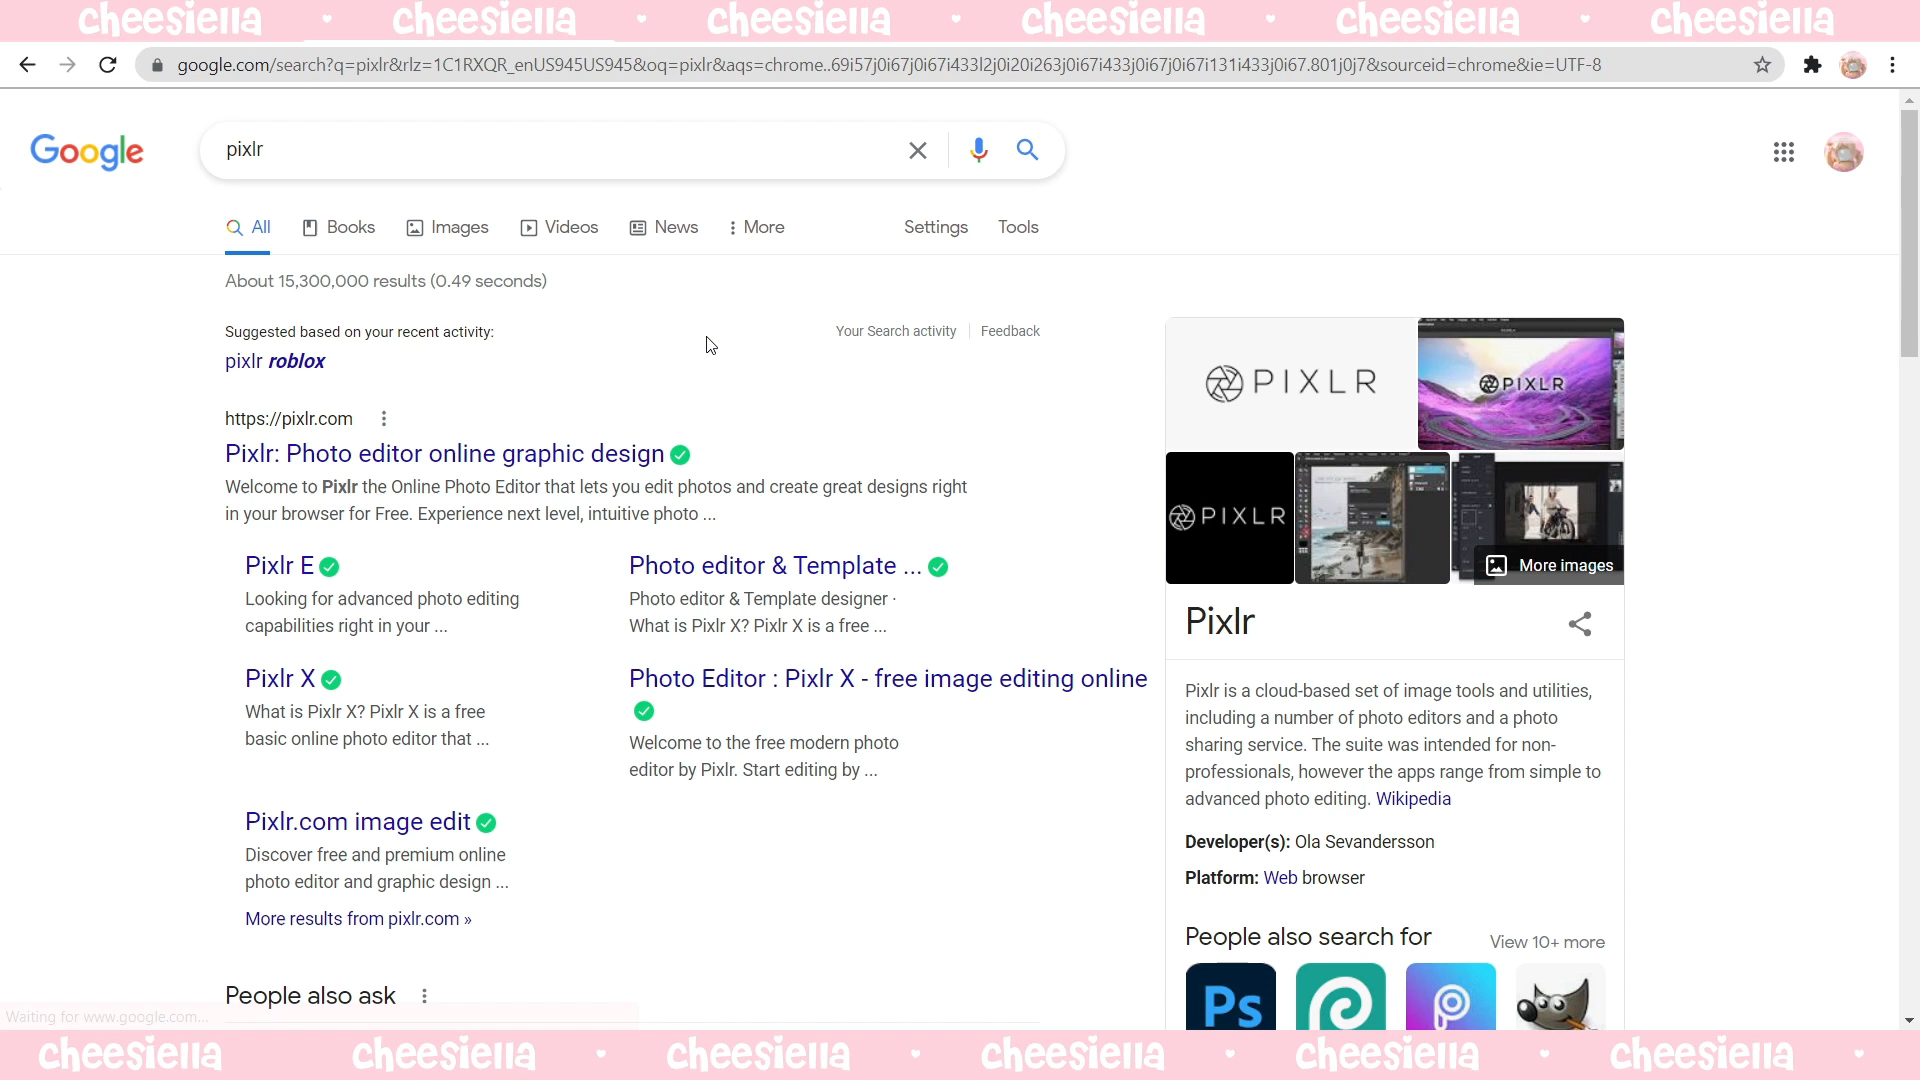 cheesiella cheesiella cheesiella cheesiella cheesiella cheesiella
google.com/search?q=pixlr&rlz=1C1RXQR_enUS945US945&oq=pixlr&aqs=chrome..69i57j0i67j0i67i433l2j0i20i263j0i67i433j0i67j0i67i131i433j0i67.801j0j7&sourceid=chrome&ie=UTF-8
Google
pixlr
All Books Images Videos News More Settings Tools
About 15,300,000 results (0.49 seconds)
Suggested based on your recent activity:
Your Search activity Feedback
pixlr roblox
https://pixlr.com
Pixlr: Photo editor online graphic design
Welcome to Pixlr the Online Photo Editor that lets you edit photos and create great designs right
in your browser for Free. Experience next level, intuitive photo ...
Pixlr E
Looking for advanced photo editing
capabilities right in your ...
Photo editor & Template ...
Photo editor & Template designer ·
What is Pixlr X? Pixlr X is a free ...
Pixlr X
What is Pixlr X? Pixlr X is a free
basic online photo editor that ...
Photo Editor : Pixlr X - free image editing online
Welcome to the free modern photo
editor by Pixlr. Start editing by ...
Pixlr.com image edit
Discover free and premium online
photo editor and graphic design ...
More results from pixlr.com »
People also ask
PIXLR
PIXLR
PIXLR
More images
Pixlr
Pixlr is a cloud-based set of image tools and utilities,
including a number of photo editors and a photo
sharing service. The suite was intended for non-
professionals, however the apps range from simple to
advanced photo editing. Wikipedia
Developer(s): Ola Sevandersson
Platform: Web browser
People also search for
View 10+ more
Ps
Waiting for www.google.com...
cheesiella cheesiella cheesiella cheesiella cheesiella cheesiella